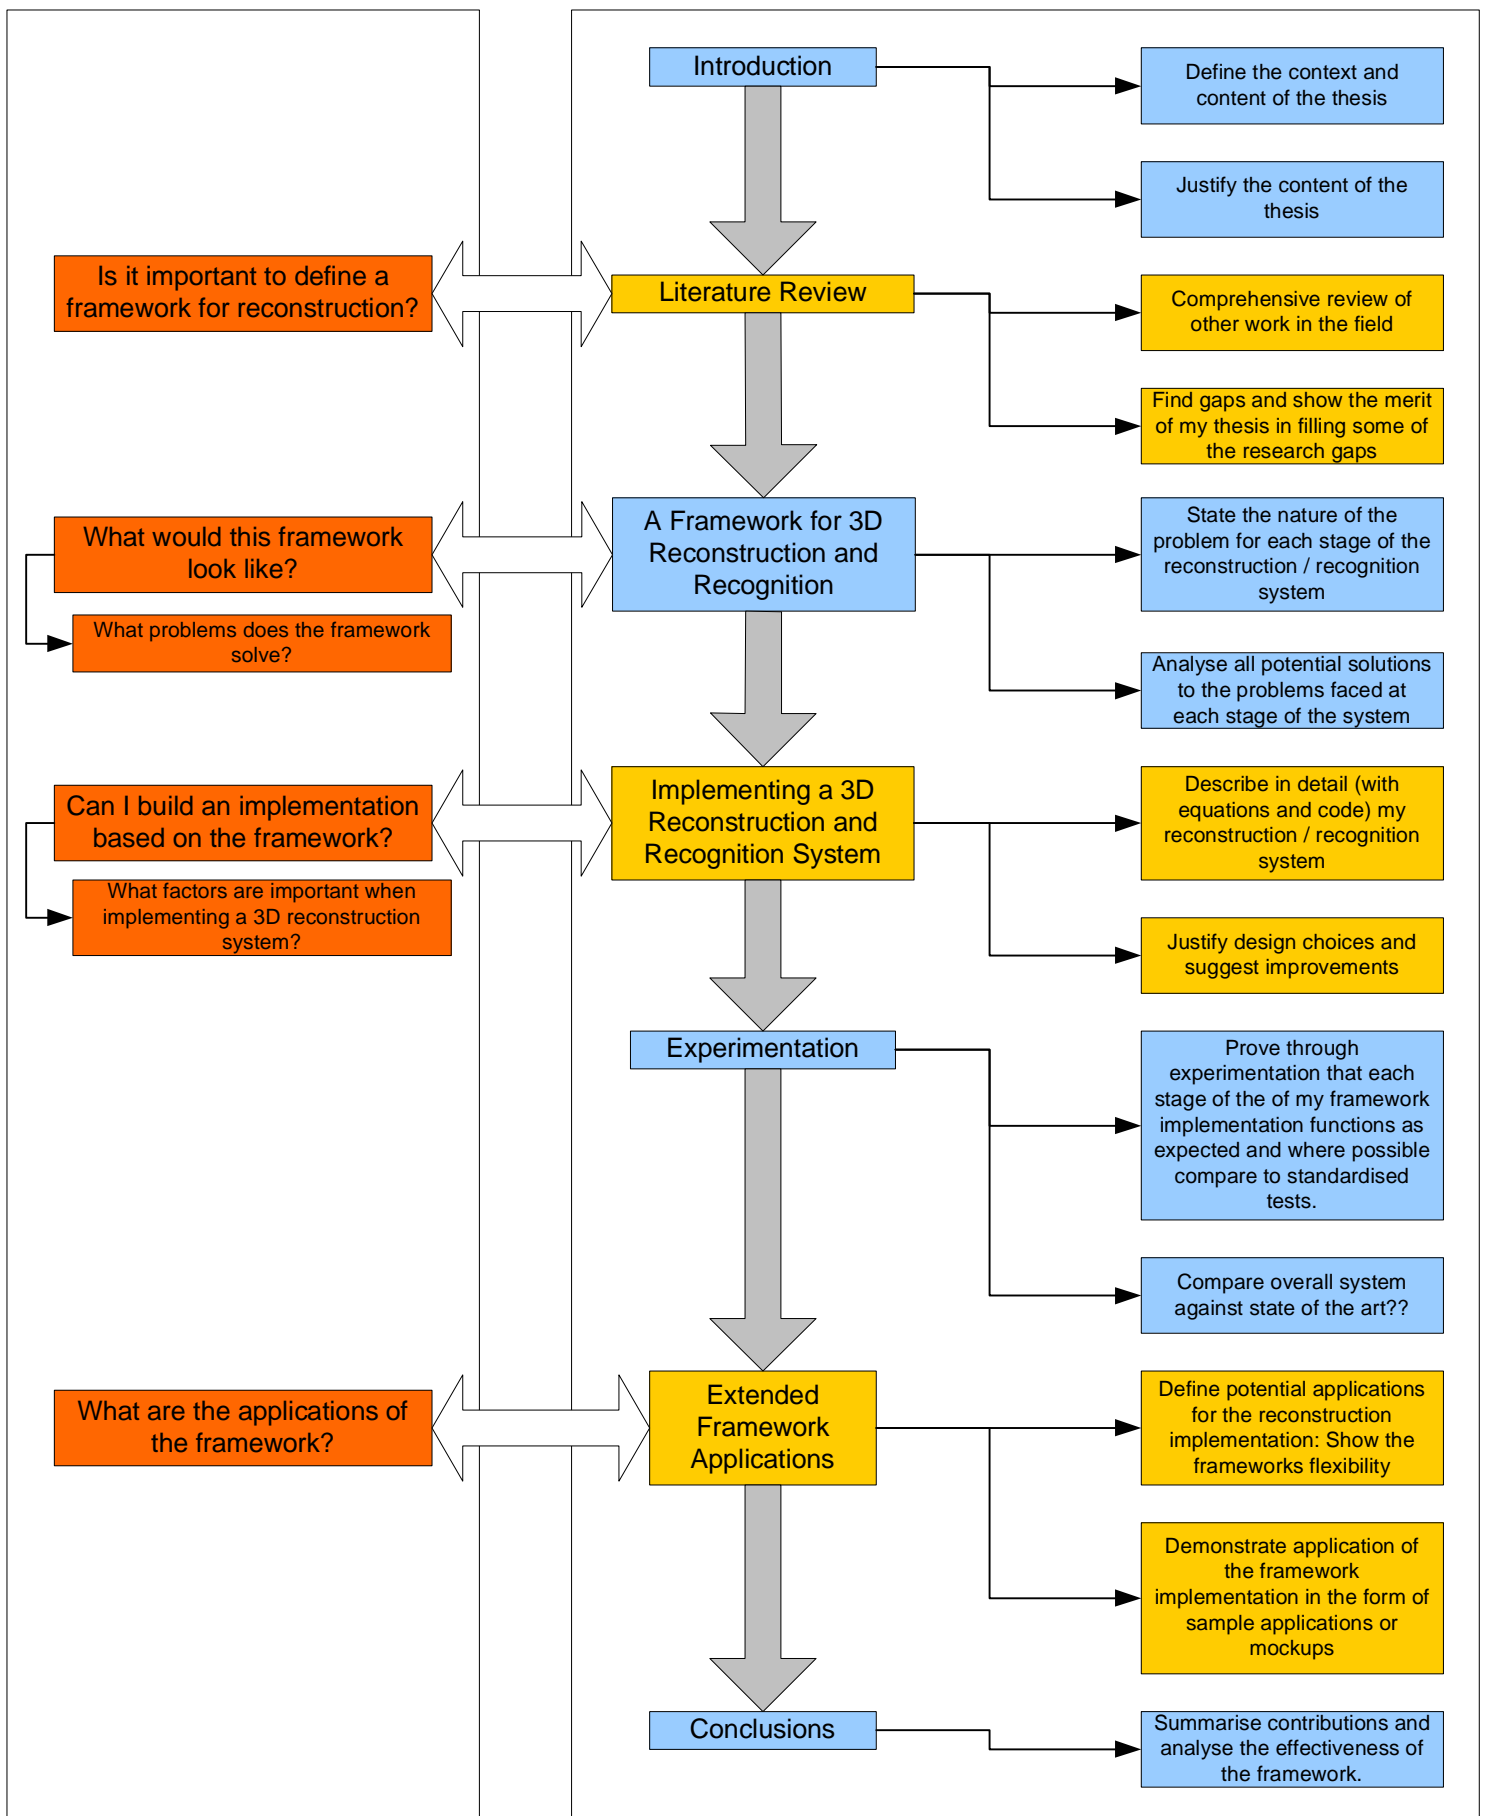 Introduction
Define the context and
content of the thesis
Justify the content of the
thesis
Is it important to define a
framework for reconstruction?
Literature Review
Comprehensive review of
other work in the field
Find gaps and show the merit
of my thesis in filling some of
the research gaps
What would this framework
look like?
What problems does the framework
solve?
A Framework for 3D
Reconstruction and
Recognition
State the nature of the
problem for each stage of the
reconstruction / recognition
system
Analyse all potential solutions
to the problems faced at
each stage of the system
Can I build an implementation
based on the framework?
What factors are important when
implementing a 3D reconstruction
system?
Implementing a 3D
Reconstruction and
Recognition System
Describe in detail (with
equations and code) my
reconstruction / recognition
system
Justify design choices and
suggest improvements
Experimentation
Prove through
experimentation that each
stage of the of my framework
implementation functions as
expected and where possible
compare to standardised
tests.
Compare overall system
against state of the art??
What are the applications of
the framework?
Extended
Framework
Applications
Define potential applications
for the reconstruction
implementation: Show the
frameworks flexibility
Demonstrate application of
the framework
implementation in the form of
sample applications or
mockups
Conclusions
Summarise contributions and
analyse the effectiveness of
the framework.